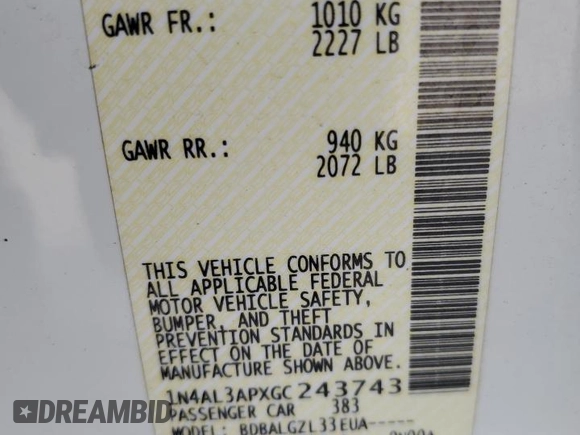 GAWR FR.: 1010 KG
2227 LB
GAWR RR.: 940 KG
2072 LB
THIS VEHICLE CONFORMS TO
ALL APPLICABLE FEDERAL
MOTOR VEHICLE SAFETY,
BUMPER, AND THEFT
PREVENTION STANDARDS IN
EFFECT ON THE DATE OF
MANUFACTURE SHOWN ABOVE.
1N4AL3APXGC243743
PASSENGER CAR 383
MODEL: BDBALGZL33EUA-----
DREAMBID